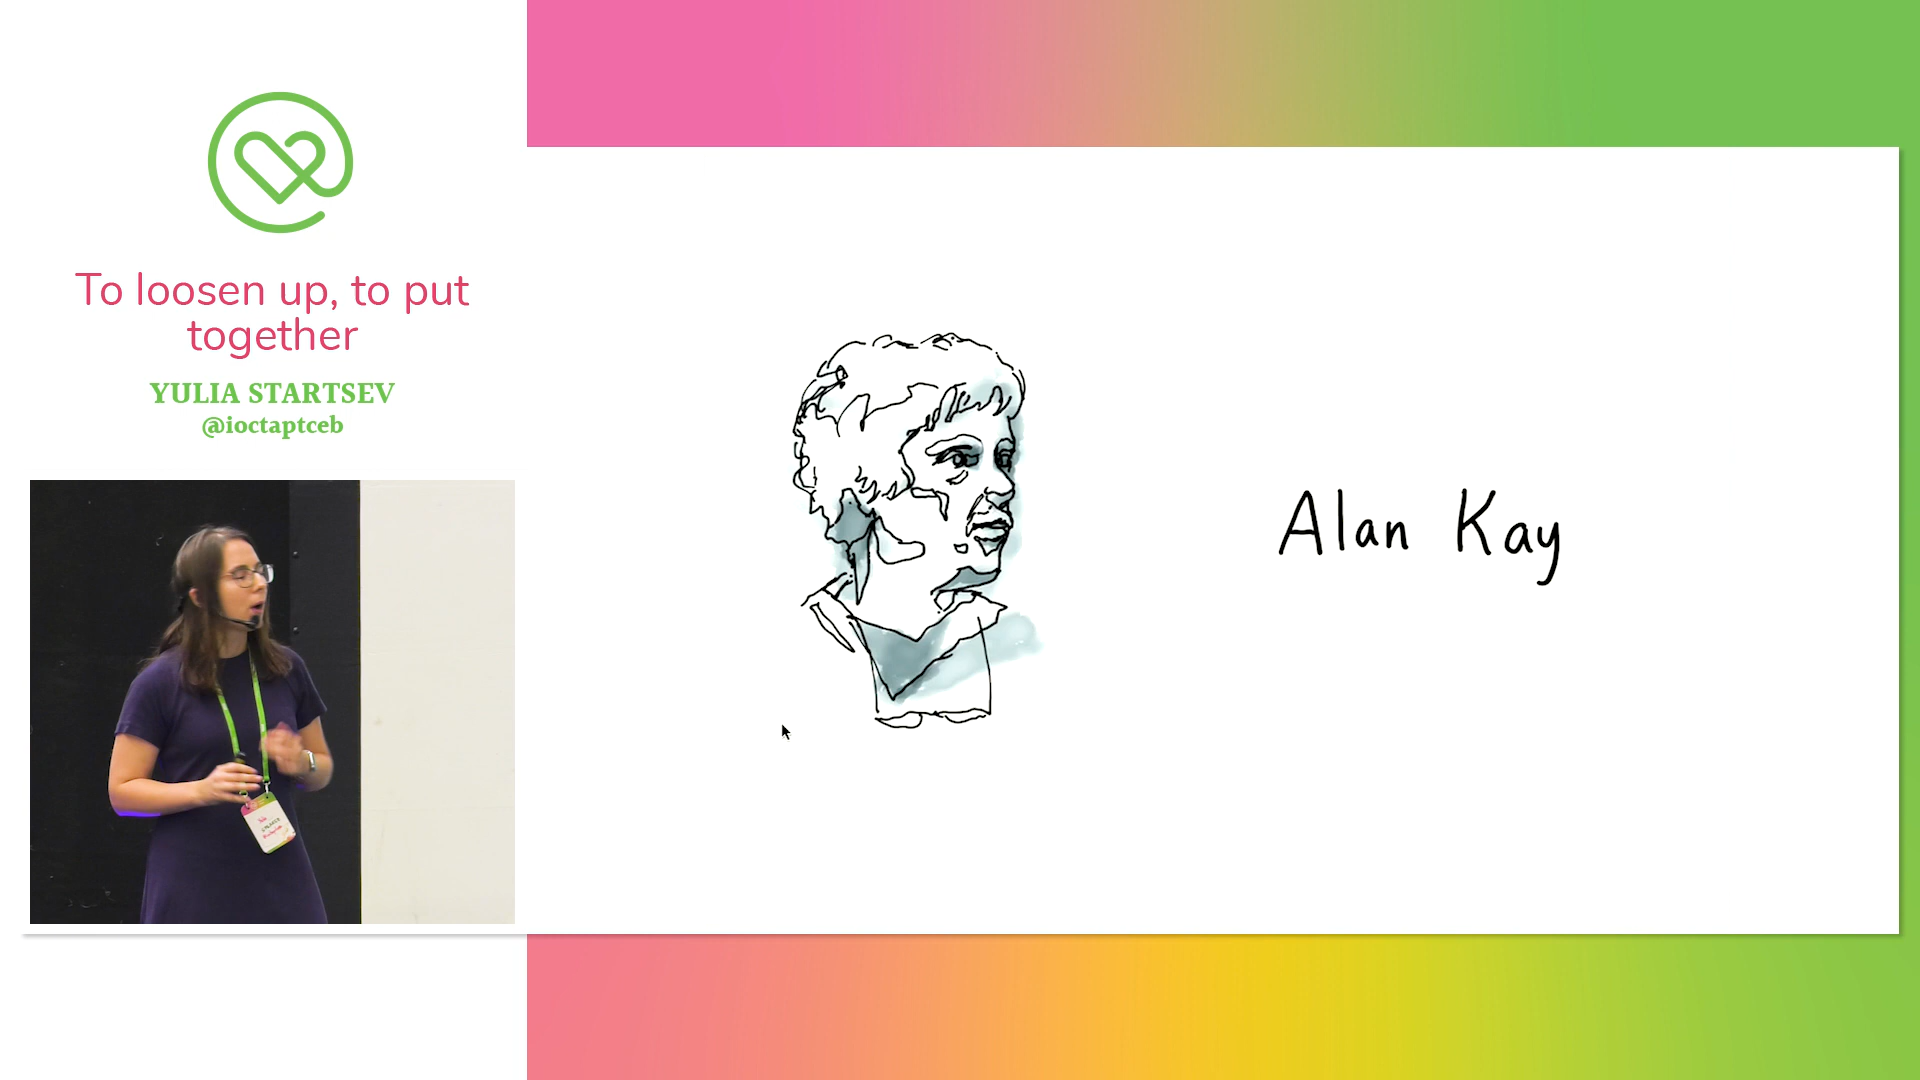 To loosen up, to put
together
YULIA STARTSEV
@ioctaptceb
Alan Kay